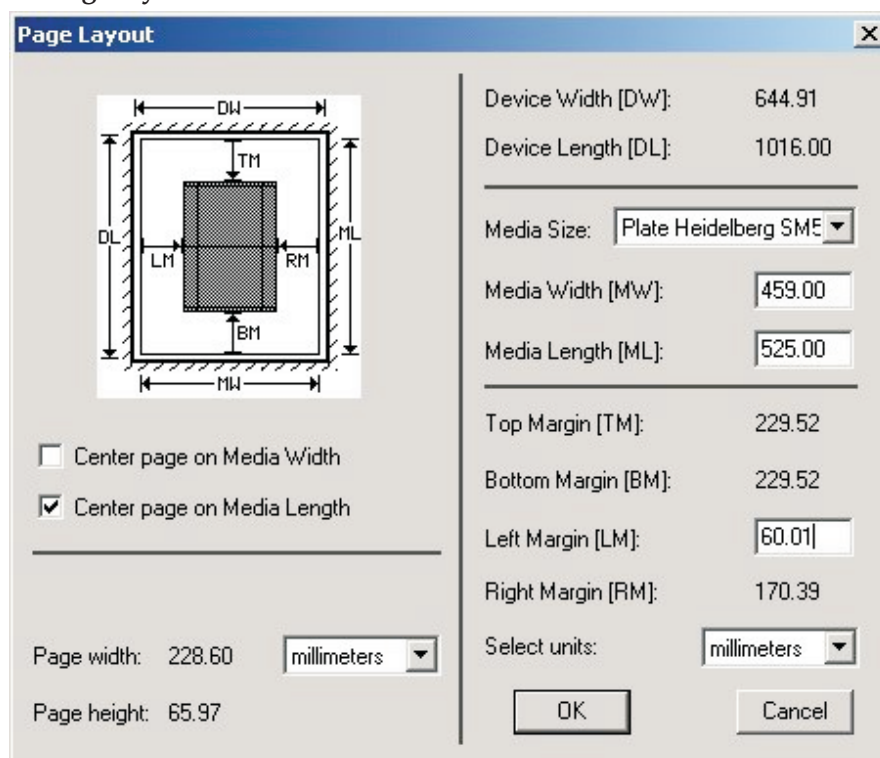 Page Layout
DW
TM
DL
ML
LM
RM
BM
MW
Center page on Media Width
Center page on Media Length
Page width: 228.60 millimeters
Page height: 65.97
Device Width [DW]: 644.91
Device Length [DL]: 1016.00
Media Size: Plate Heidelberg SM5
Media Width [MW]: 459.00
Media Length [ML]: 525.00
Top Margin [TM]: 229.52
Bottom Margin [BM]: 229.52
Left Margin [LM]: 60.01
Right Margin [RM]: 170.39
Select units: millimeters
OK Cancel